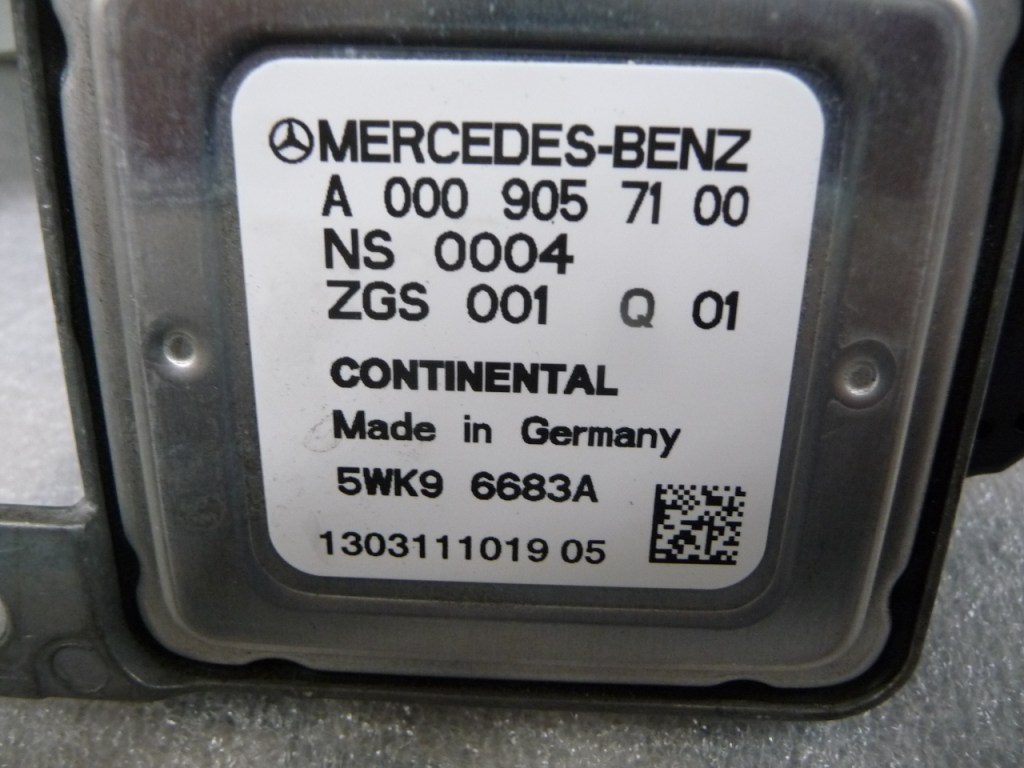 MERCEDES-BENZ
A 000 905 71 00
NS 0004
ZGS 001 Q 01
CONTINENTAL
Made in Germany
5WK9 6683A
1303111019 05